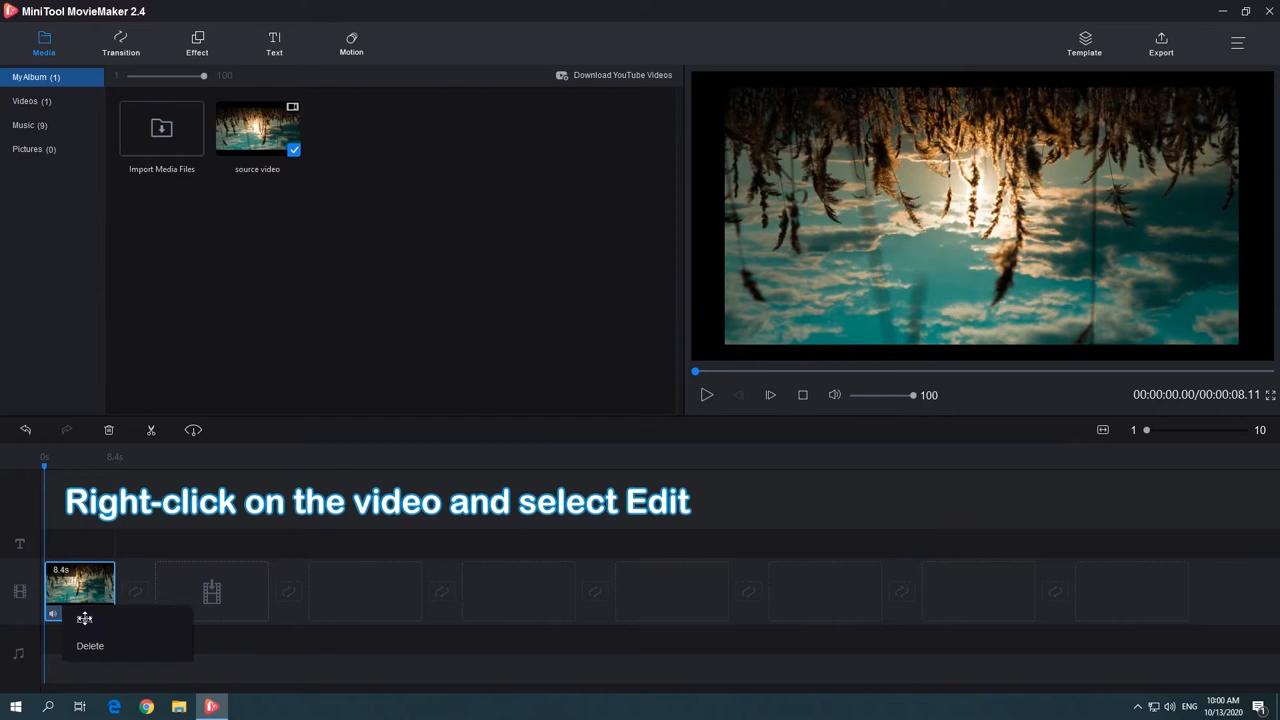 MiniTool MovieMaker 2.4
Media
Transition
Effect
Text
Motion
Template
Export
My Album (1)
1
100
Download YouTube Videos
Videos (1)
Music (9)
Pictures (0)
Import Media Files
source video
100
00:00:00.00/00:00:08.11
1
10
0s
8.4s
Right-click on the video and select Edit
T
8.4s
Delete
ENG
10:00 AM
10/13/2020
1